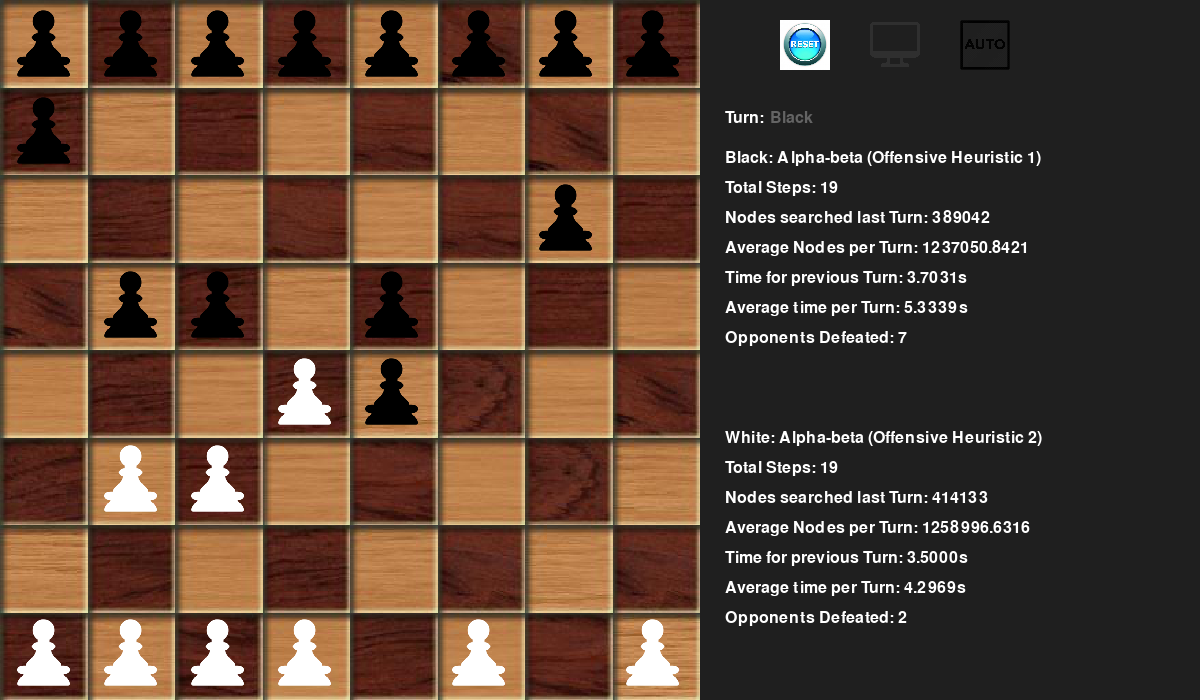 RESET
AUTO
Turn: Black
Black: Alpha-beta (Offensive Heuristic 1)
Total Steps: 19
Nodes searched last Turn: 389042
Average Nodes per Turn: 1237050.8421
Time for previous Turn: 3.7031s
Average time per Turn: 5.3339s
Opponents Defeated: 7
White: Alpha-beta (Offensive Heuristic 2)
Total Steps: 19
Nodes searched last Turn: 414133
Average Nodes per Turn: 1258996.6316
Time for previous Turn: 3.5000s
Average time per Turn: 4.2969s
Opponents Defeated: 2